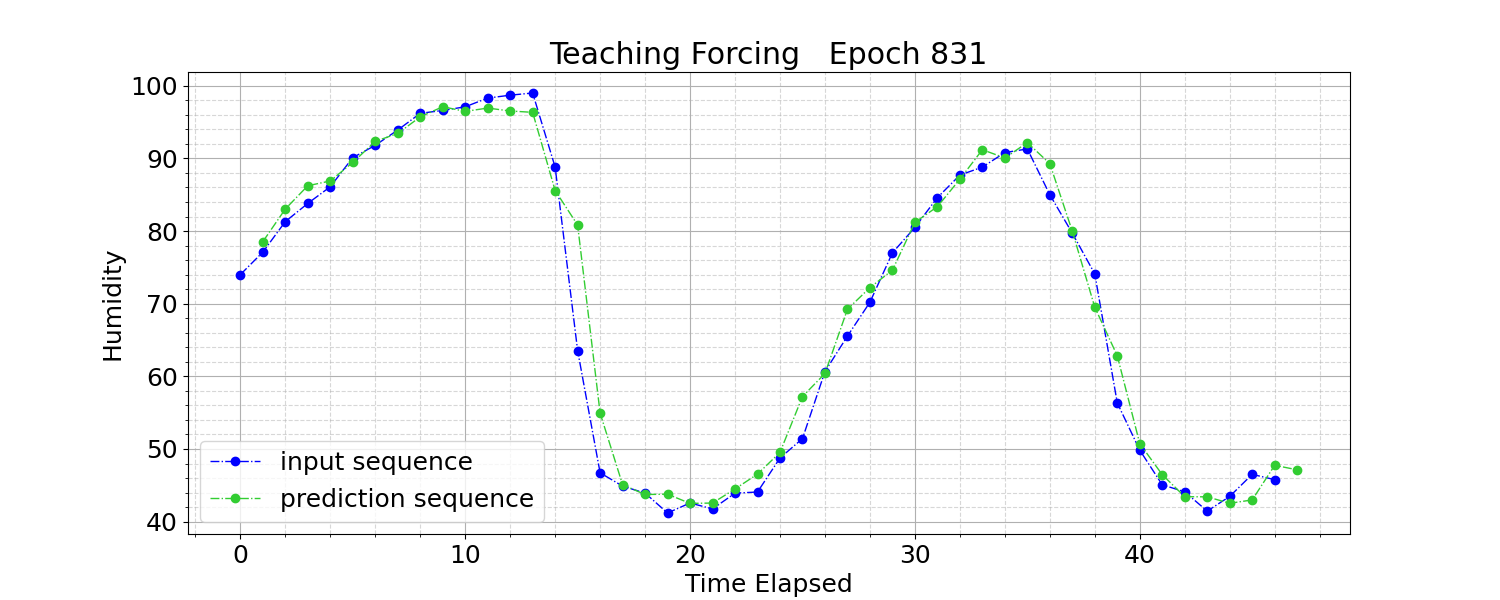 Teaching Forcing   Epoch 831
100
90
80
70
60
50
40
Humidity
input sequence
prediction sequence
0
10
20
30
40
Time Elapsed